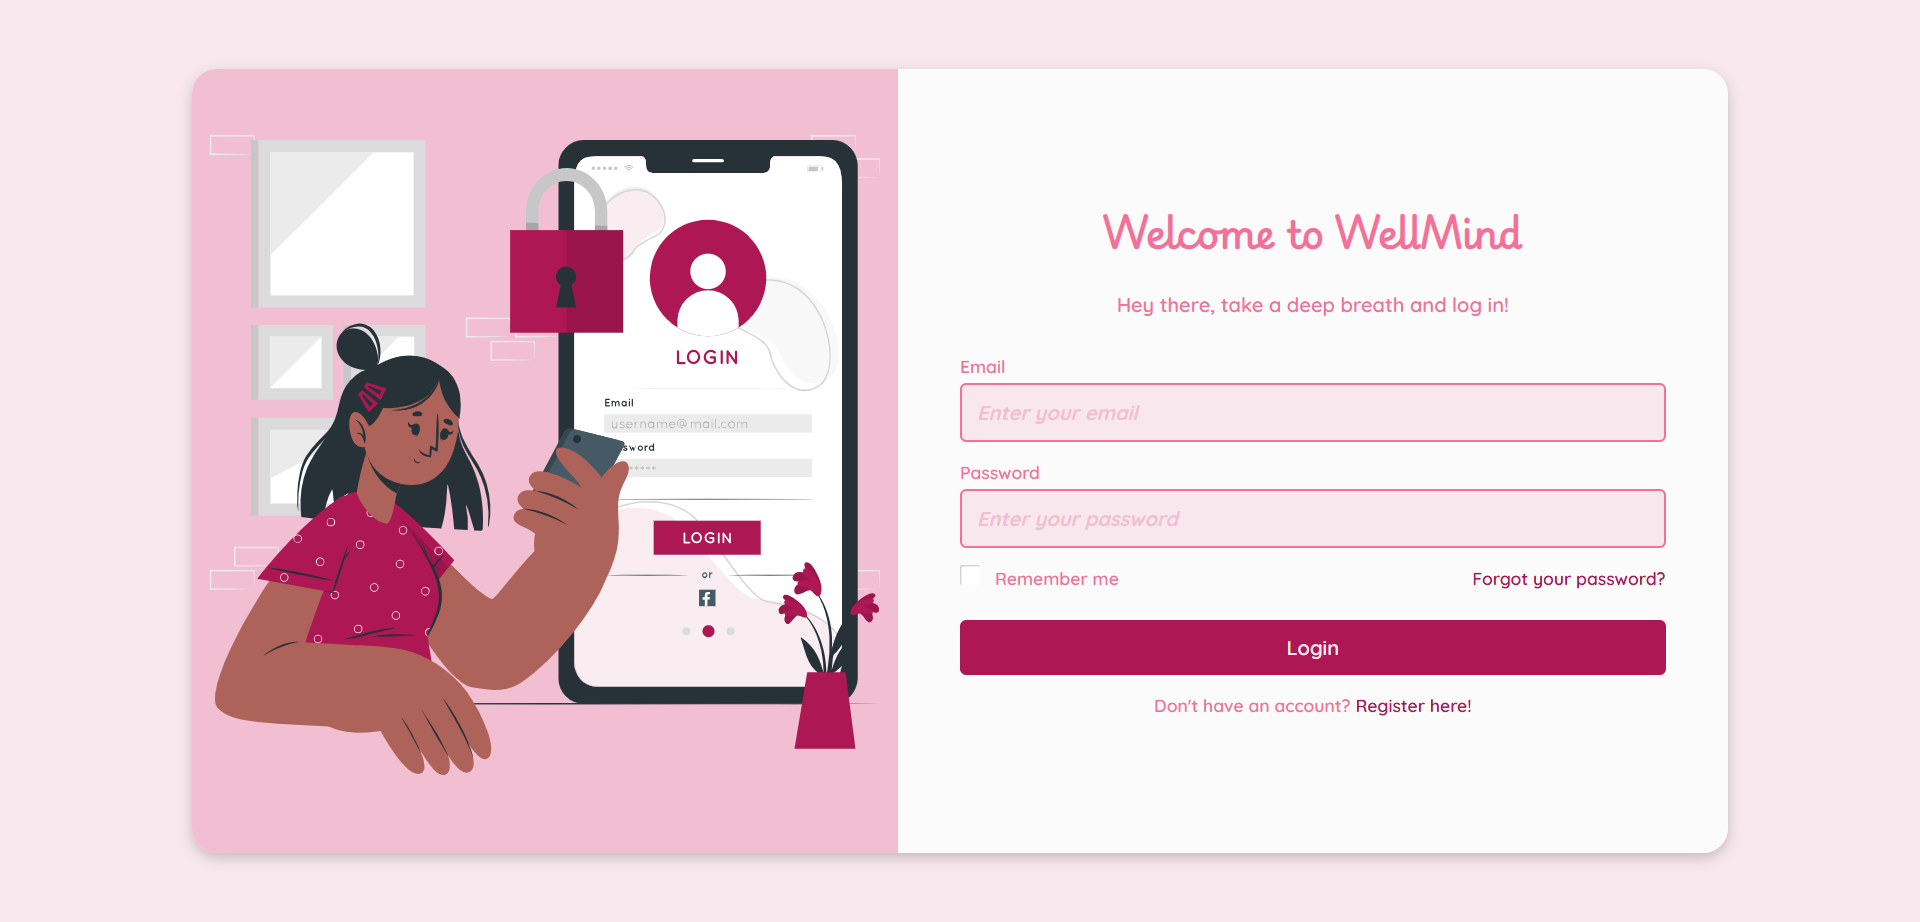 LOGIN
Email
username@mail.com
sword
LOGIN
or
Welcome to WellMind
Hey there, take a deep breath and log in!
Email
Enter your email
Password
Enter your password
Remember me
Forgot your password?
Login
Don't have an account? Register here!